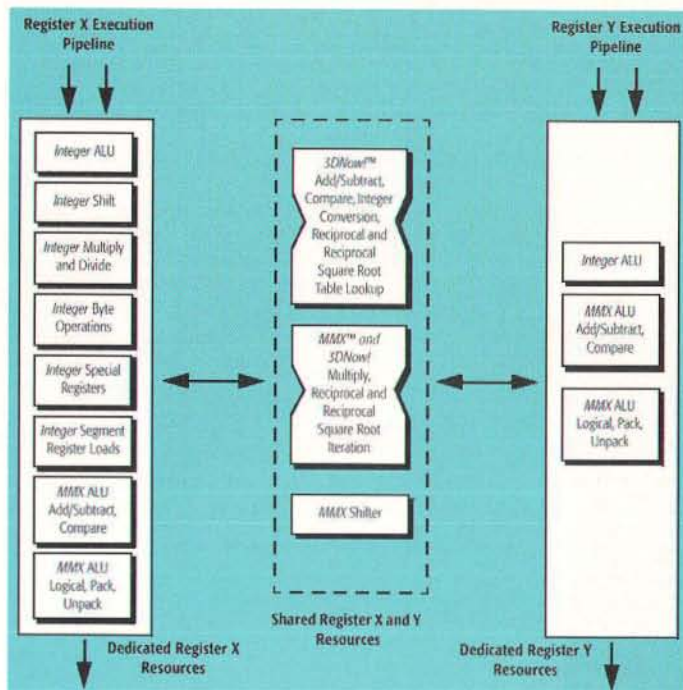 Register X Execution
Pipeline
Register Y Execution
Pipeline
Integer ALU
Integer Shift
Integer Multiply
and Divide
Integer Byte
Operations
Integer Special
Registers
Integer Segment
Register Loads
MMX ALU
Add/Subtract,
Compare
MMX ALU
Logical, Pack,
Unpack
3DNow!™
Add/Subtract,
Compare, Integer
Conversion,
Reciprocal and
Reciprocal
Square Root
Table Lookup
MMX™ and
3DNow!
Multiply,
Reciprocal and
Reciprocal
Square Root
Iteration
MMX Shifter
Integer ALU
MMX ALU
Add/Subtract,
Compare
MMX ALU
Logical, Pack,
Unpack
Shared Register X and Y
Resources
Dedicated Register X
Resources
Dedicated Register Y
Resources